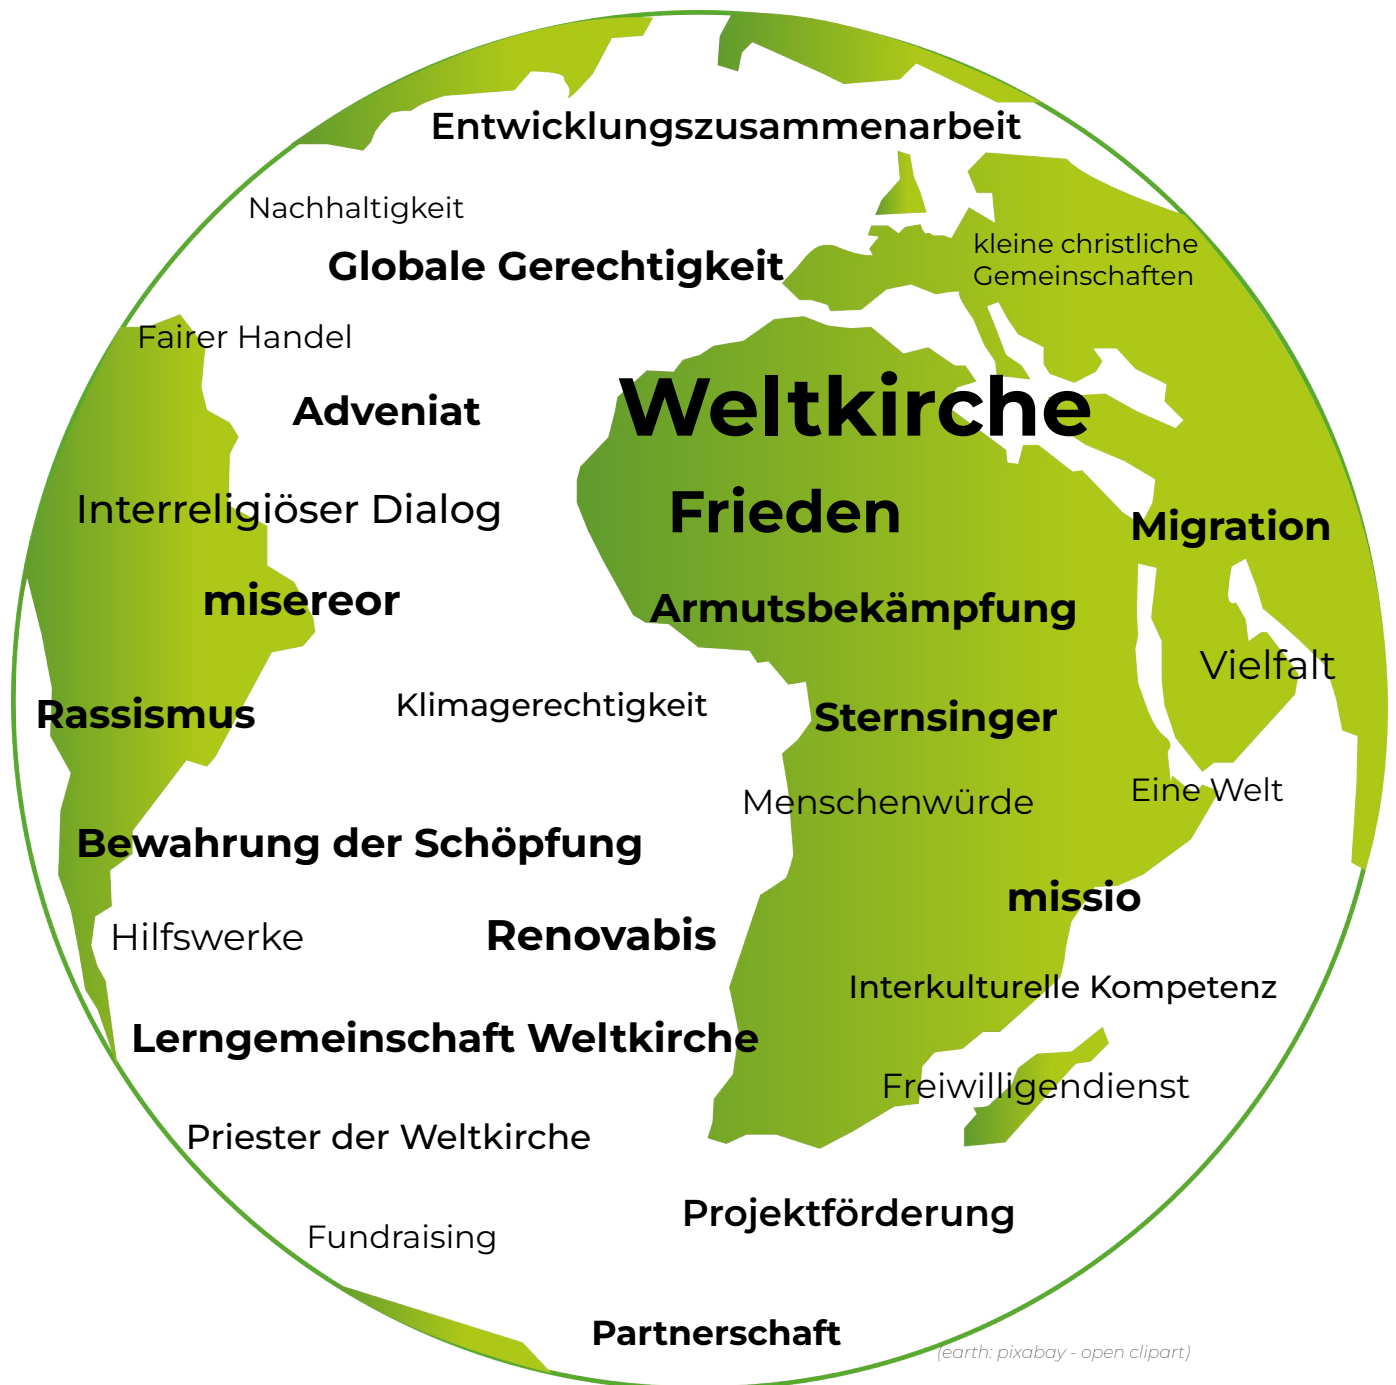 Entwicklungszusammenarbeit
Nachhaltigkeit
kleine christliche
Gemeinschaften
Globale Gerechtigkeit
Fairer Handel
Weltkirche
Adveniat
Interreligiöser Dialog
Frieden
Migration
misereor
Armutsbekämpfung
Vielfalt
Rassismus
Klimagerechtigkeit
Sternsinger
Menschenwürde
Eine Welt
Bewahrung der Schöpfung
missio
Hilfswerke
Renovabis
Interkulturelle Kompetenz
Lerngemeinschaft Weltkirche
Freiwilligendienst
Priester der Weltkirche
Projektförderung
Fundraising
Partnerschaft
(earth: pixabay - open clipart)